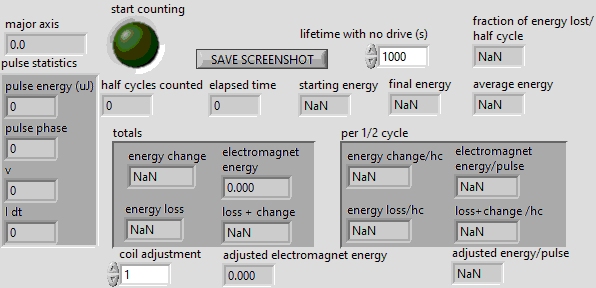 start counting
major axis
0.0
SAVE SCREENSHOT
lifetime with no drive (s)
1000
fraction of energy lost/
half cycle
NaN
pulse statistics
pulse energy (uJ)
0
half cycles counted
0
elapsed time
0
starting energy
NaN
final energy
NaN
average energy
NaN
pulse phase
0
v
0
I dt
0
totals
energy change
NaN
electromagnet
energy
0.000
energy loss
NaN
loss + change
NaN
per 1/2 cycle
energy change/hc
NaN
electromagnet
energy/pulse
NaN
energy loss/hc
NaN
loss+change /hc
NaN
coil adjustment
1
adjusted electromagnet energy
0.000
adjusted energy/pulse
NaN